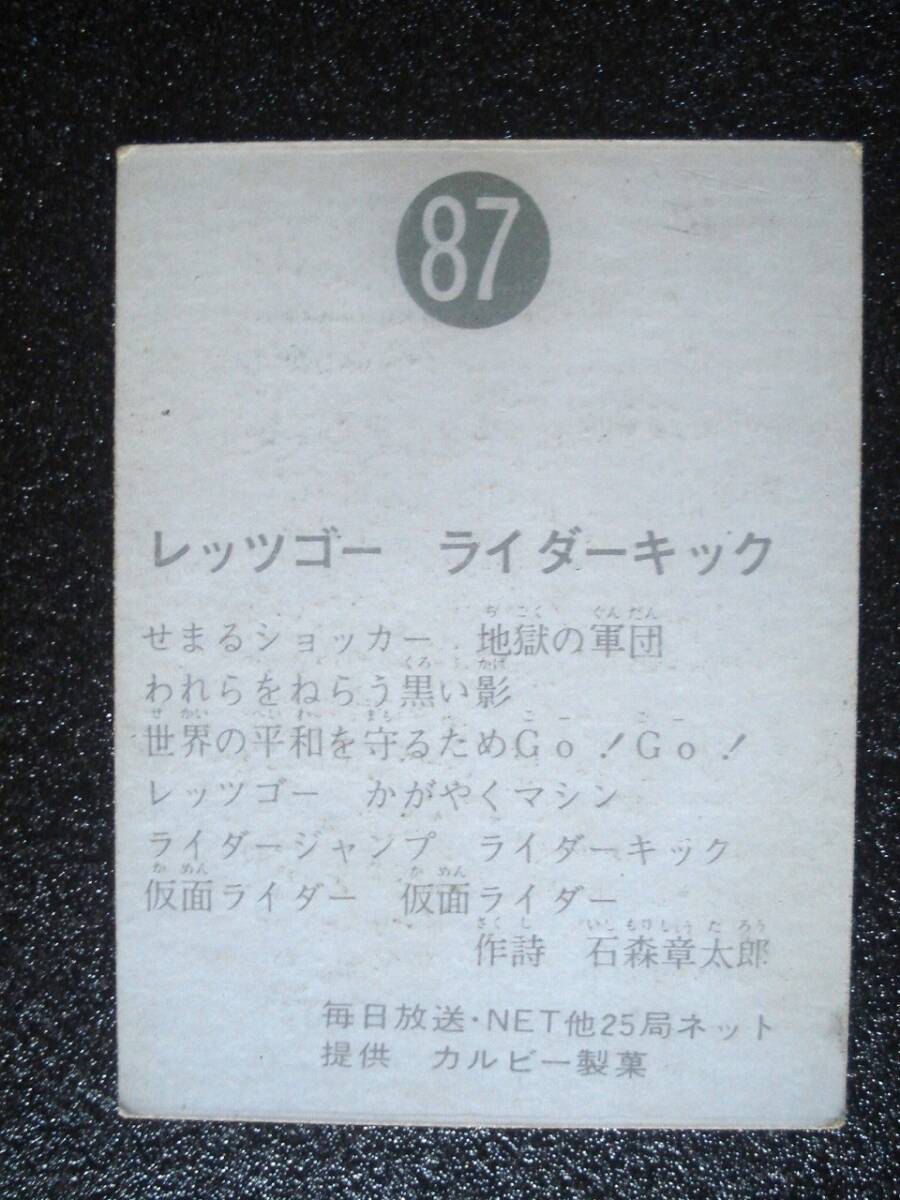 87
レッツゴー　ライダーキック
せまるショッカー　地獄の軍団
われらをねらう黒い影
世界の平和を守るためGo！Go！
レッツゴー　かがやくマシン
ライダージャンプ　ライダーキック
仮面ライダー　仮面ライダー
作詩　石森章太郎
毎日放送・NET他25局ネット
提供　カルビー製菓